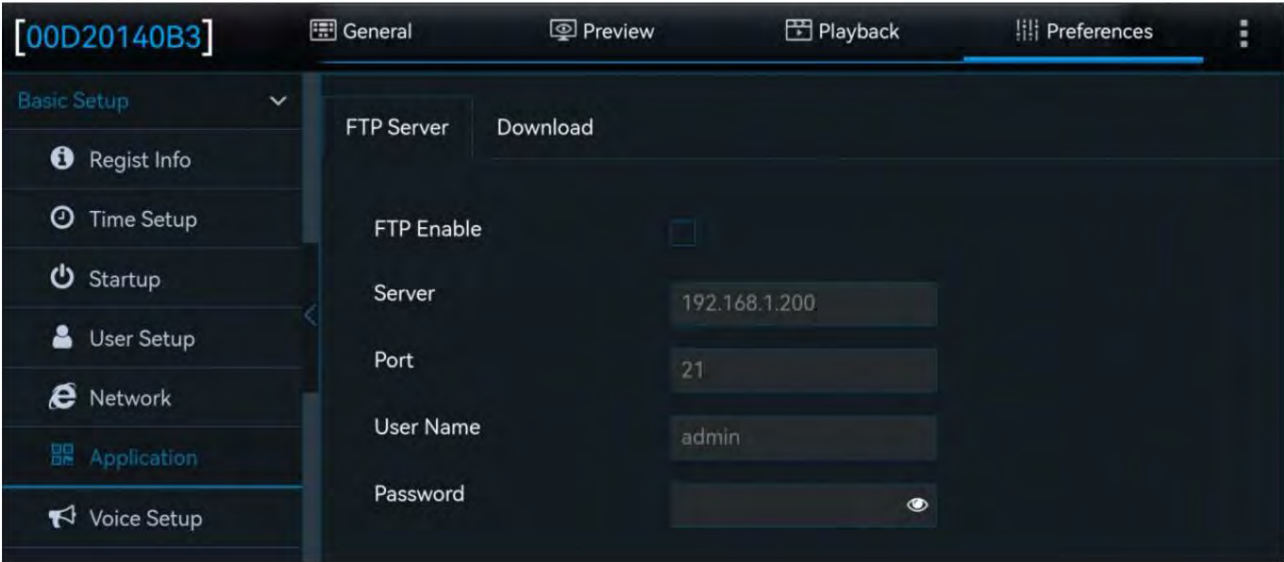 [00D20140B3]
General
Preview
Playback
Preferences
Basic Setup
Regist Info
Time Setup
Startup
User Setup
Network
Application
Voice Setup
FTP Server
Download
FTP Enable
Server
192.168.1.200
Port
21
User Name
admin
Password